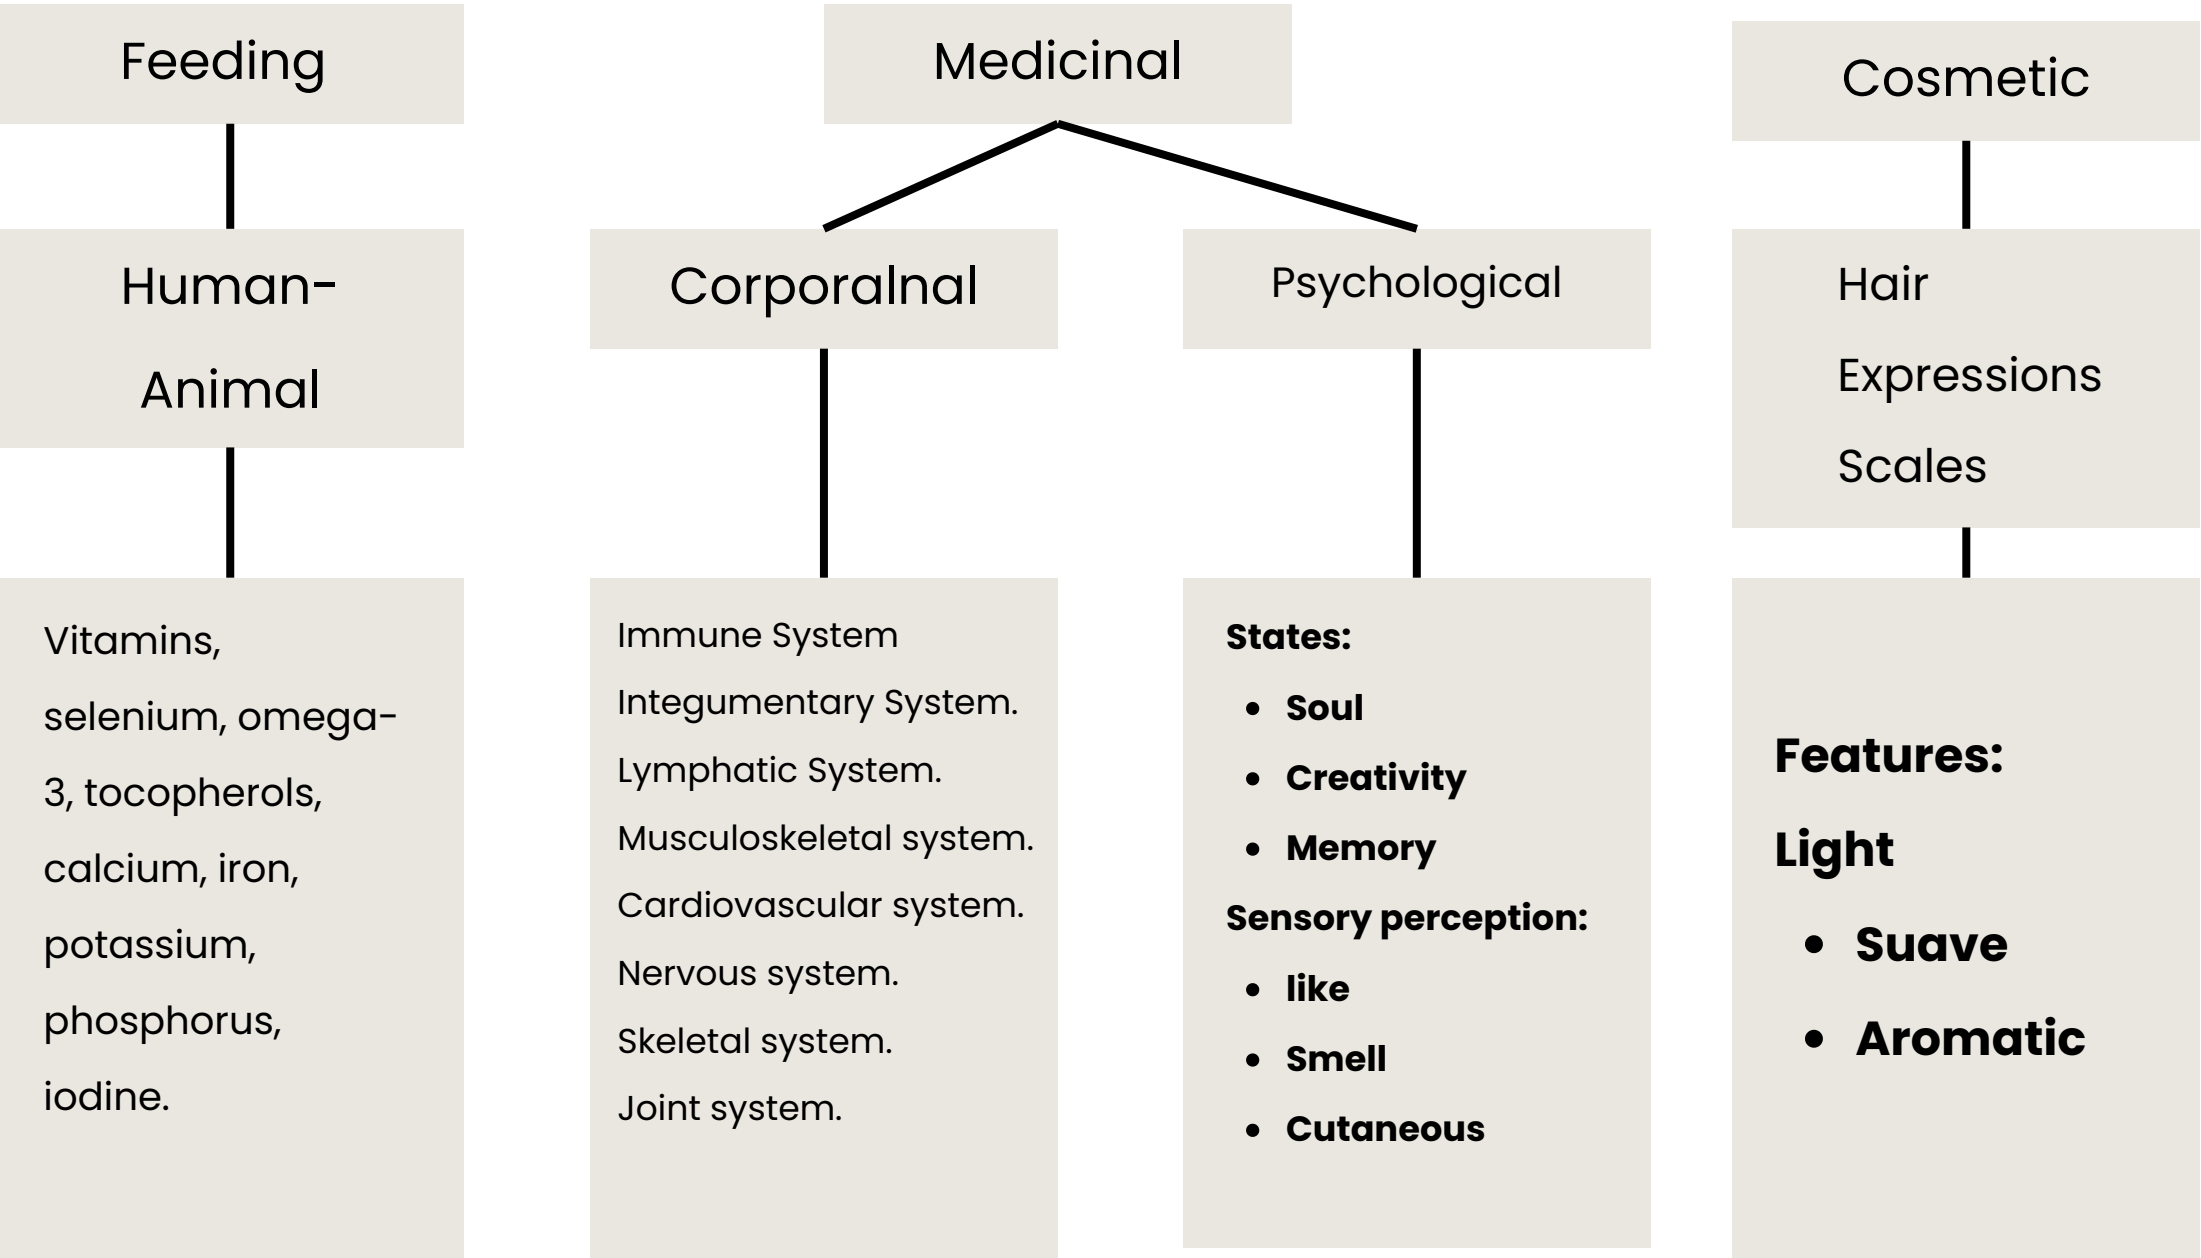 Feeding
Medicinal
Cosmetic
Human-
Animal
Corporalnal
Psychological
Hair
Expressions
Scales
Vitamins,
selenium, omega-
3, tocopherols,
calcium, iron,
potassium,
phosphorus,
iodine.
Immune System
Integumentary System.
Lymphatic System.
Musculoskeletal system.
Cardiovascular system.
Nervous system.
Skeletal system.
Joint system.
States:
• Soul
• Creativity
• Memory
Sensory perception:
• like
• Smell
• Cutaneous
Features:
Light
• Suave
• Aromatic